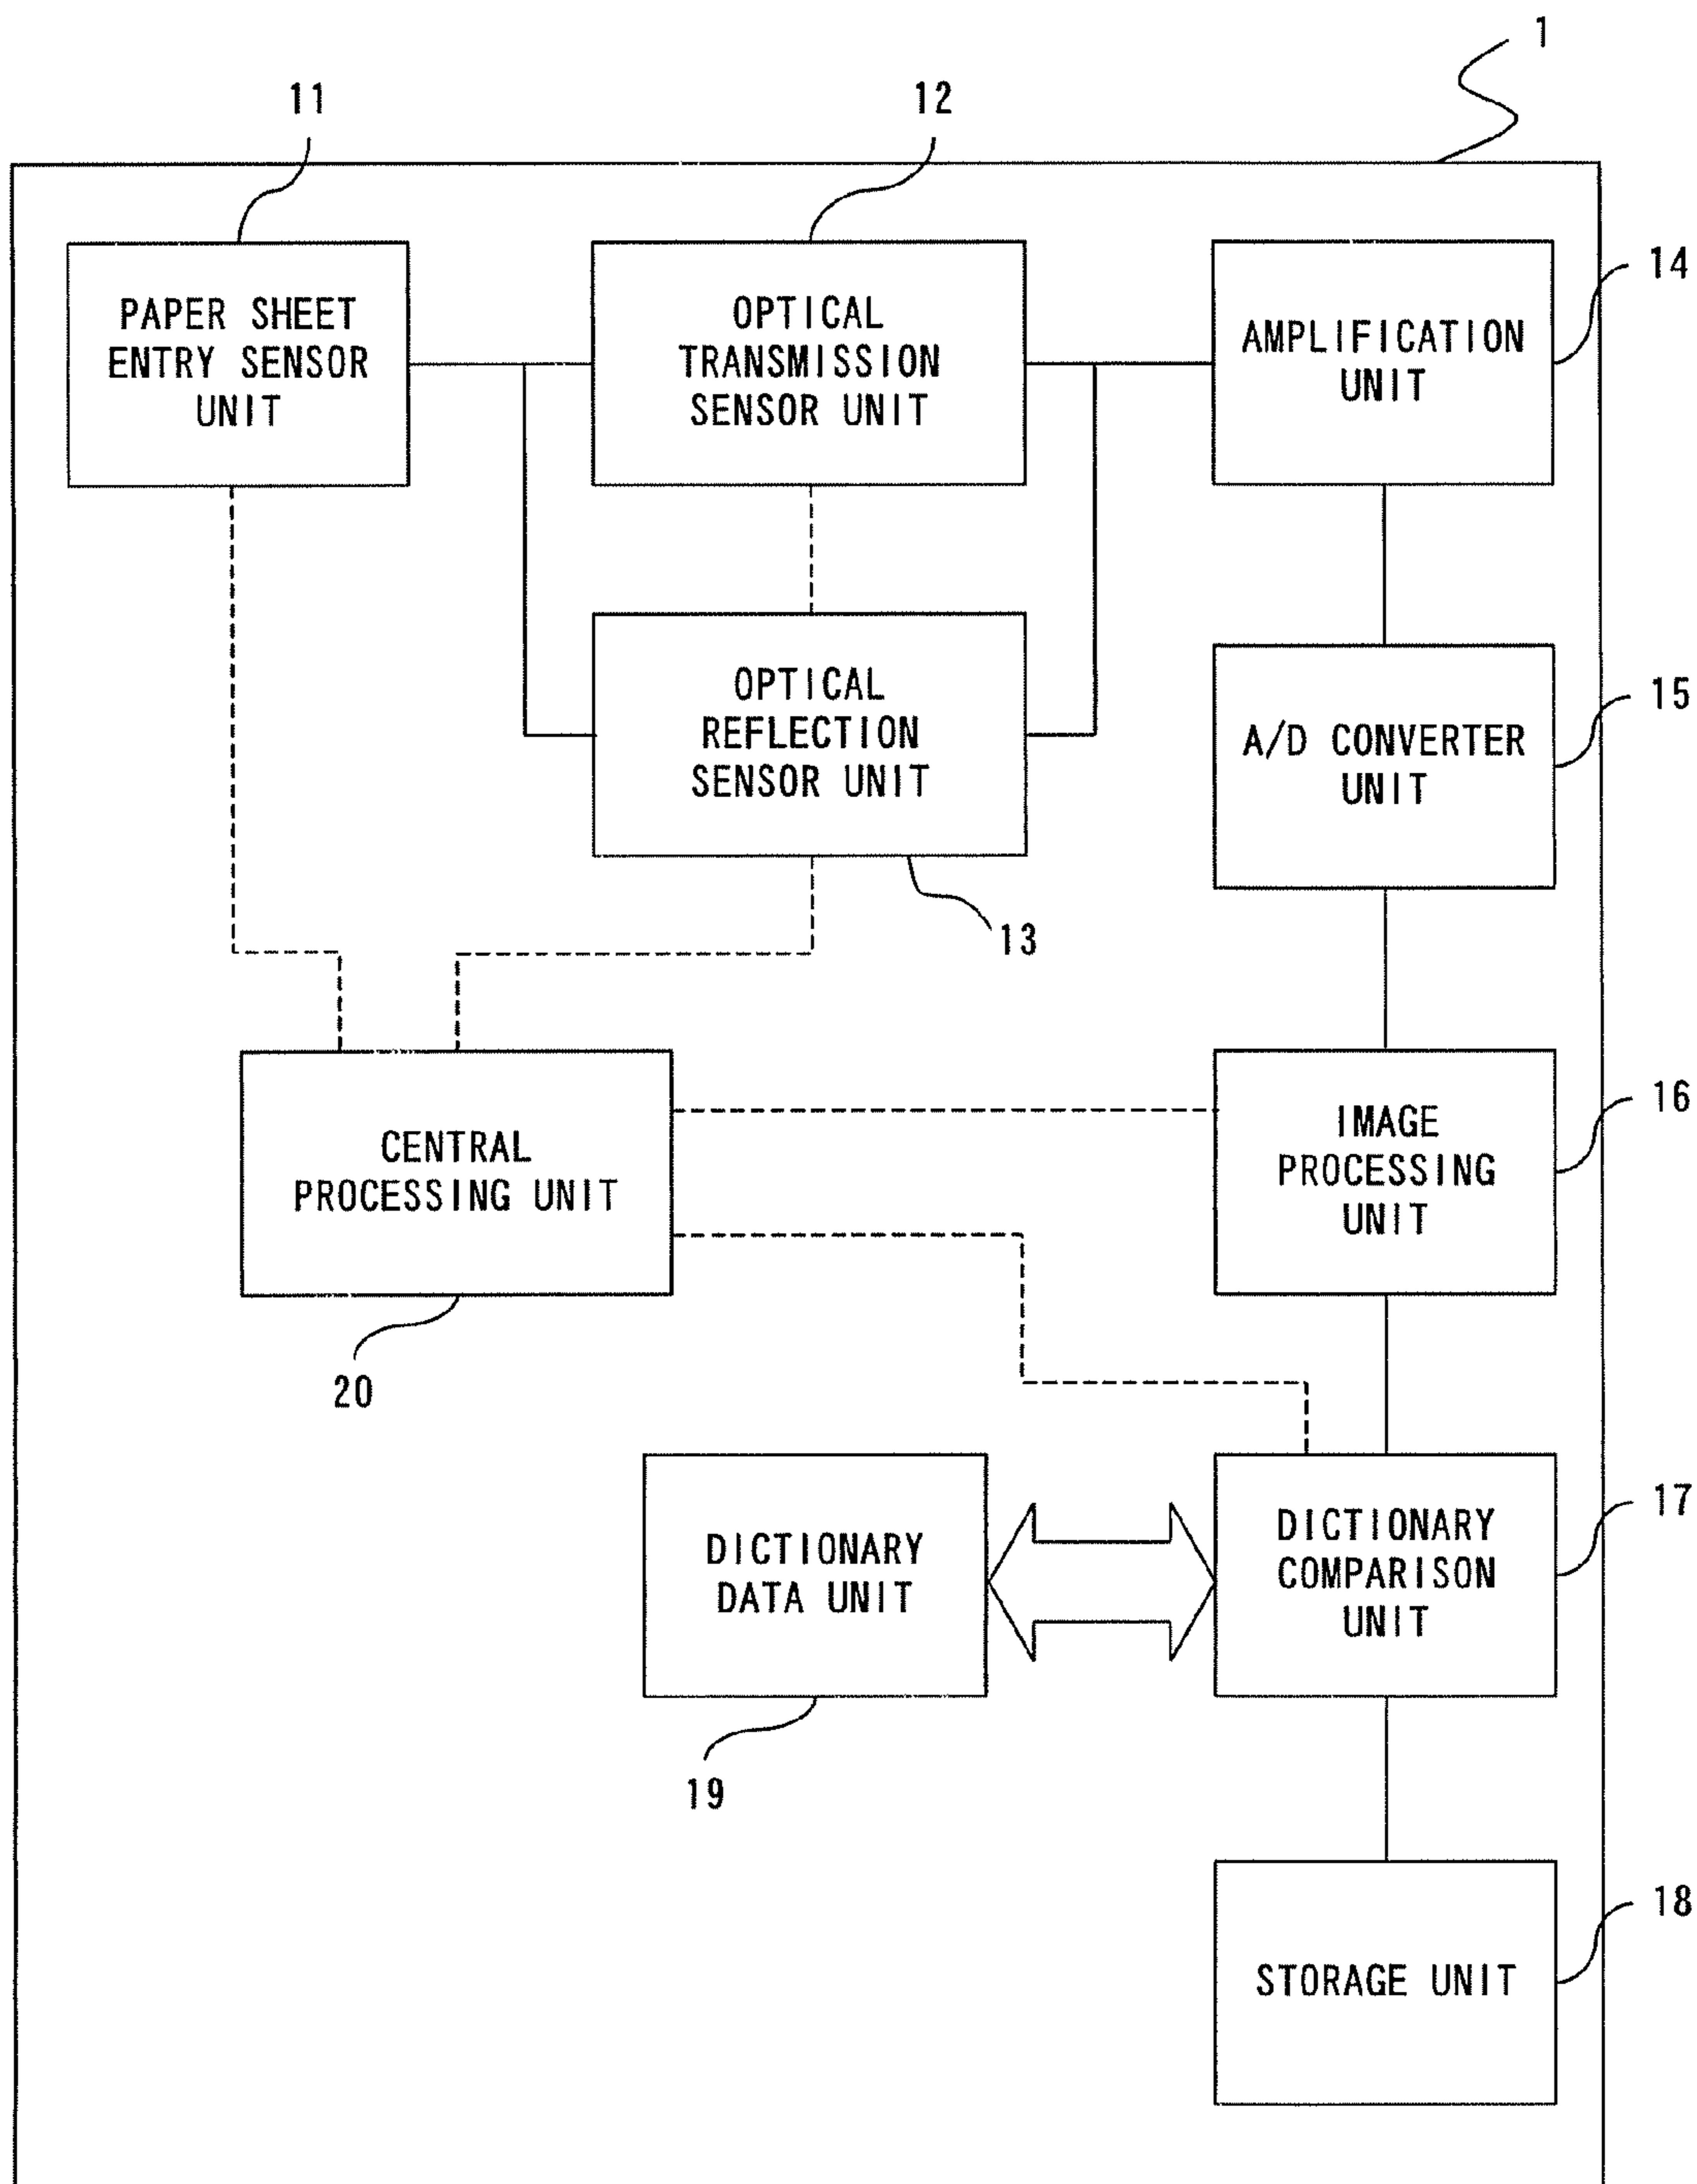 1
11
12
PAPER SHEET
ENTRY SENSOR
UNIT
OPTICAL
TRANSMISSION
SENSOR UNIT
AMPLIFICATION
UNIT
14
OPTICAL
REFLECTION
SENSOR UNIT
13
A/D CONVERTER
UNIT
15
CENTRAL
PROCESSING UNIT
20
IMAGE
PROCESSING
UNIT
16
DICTIONARY
DATA UNIT
19
DICTIONARY
COMPARISON
UNIT
17
STORAGE UNIT
18